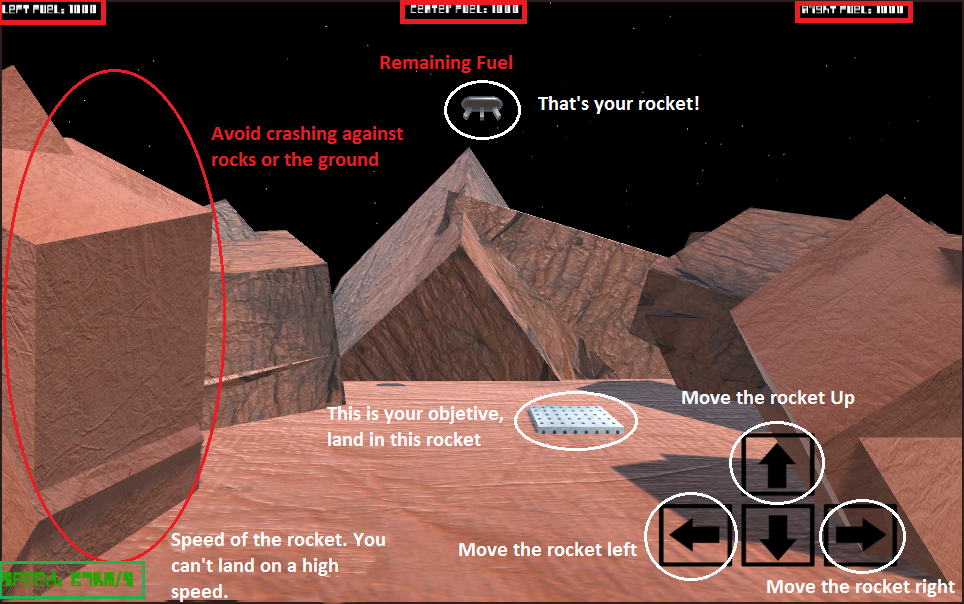 LEFT FUEL: 1000
CENTER FUEL: 1000
RIGHT FUEL: 1000
Remaining Fuel
That's your rocket!
Avoid crashing against
rocks or the ground
This is your objetive,
land in this rocket
Move the rocket Up
Speed of the rocket. You
can't land on a high
speed.
Move the rocket left
Move the rocket right